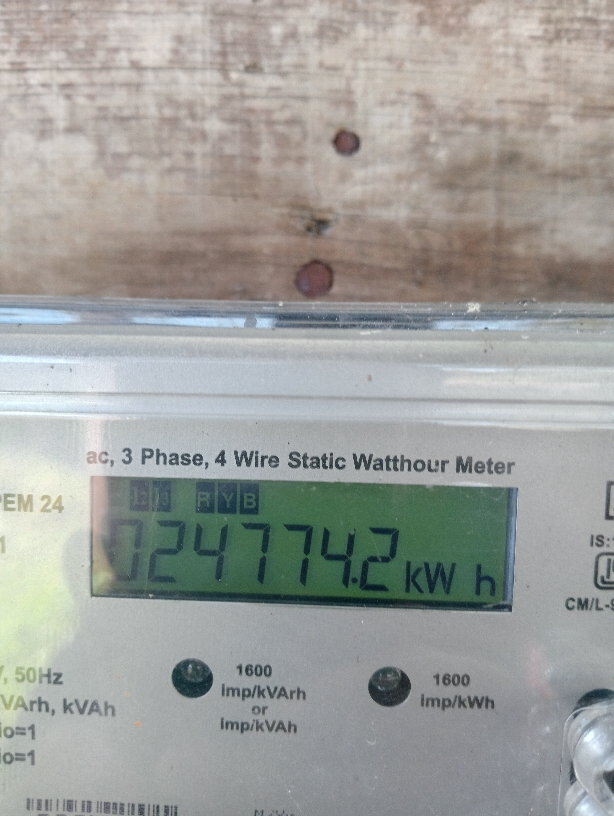 ac, 3 Phase, 4 Wire Static Watthour Meter
PEM 24
R Y B
024774.2 kW h
IS:
CM/L-
1
V, 50Hz
VArh, kVAh
io=1
io=1
1600
imp/kVArh
or
imp/kVAh
1600
imp/kWh